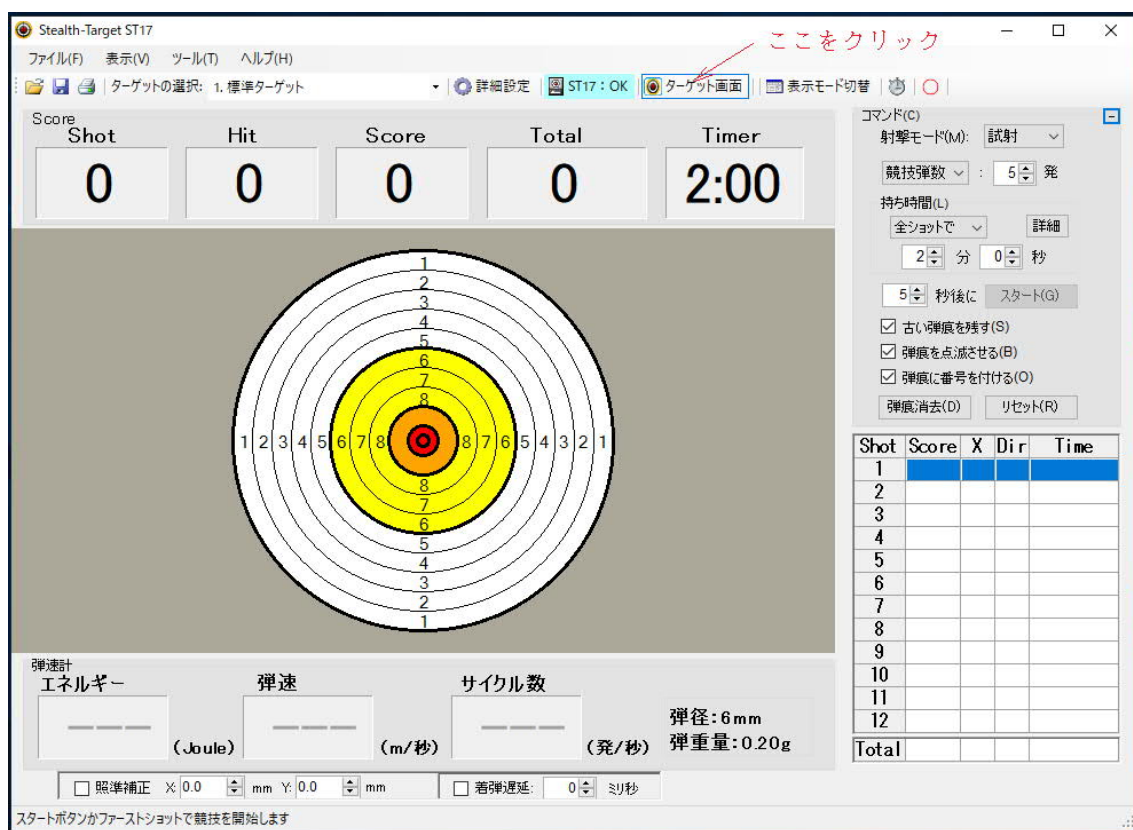 Stealth-Target ST17
ここをクリック
ファイル(F) 表示(V) ツール(T) ヘルプ(H)
ターゲットの選択: 1. 標準ターゲット 詳細設定 ST17：OK ターゲット画面 表示モード切替
Score
Shot Hit Score Total Timer
0 0 0 0 2:00
コマンド(C)
射撃モード(M): 試射
競技弾数 : 5 発
持ち時間(L)
全ショットで 詳細
2 分 0 秒
5 秒後に スタート(G)
古い弾痕を残す(S)
弾痕を点滅させる(B)
弾痕に番号を付ける(O)
弾痕消去(D) リセット(R)
1
2
3
4
5
6
7
8
1 2 3 4 5 6 7 8 8 7 6 5 4 3 2 1
8
7
6
5
4
3
2
1
Shot Score X Dir Time
1
2
3
4
5
6
7
8
9
10
11
12
Total
弾速計
エネルギー 弾速 サイクル数
--- (Joule) --- (m/秒) --- (発/秒)
弾径:6mm
弾重量:0.20g
照準補正 X: 0.0 mm Y: 0.0 mm 着弾遅延: 0 ミリ秒
スタートボタンかファーストショットで競技を開始します